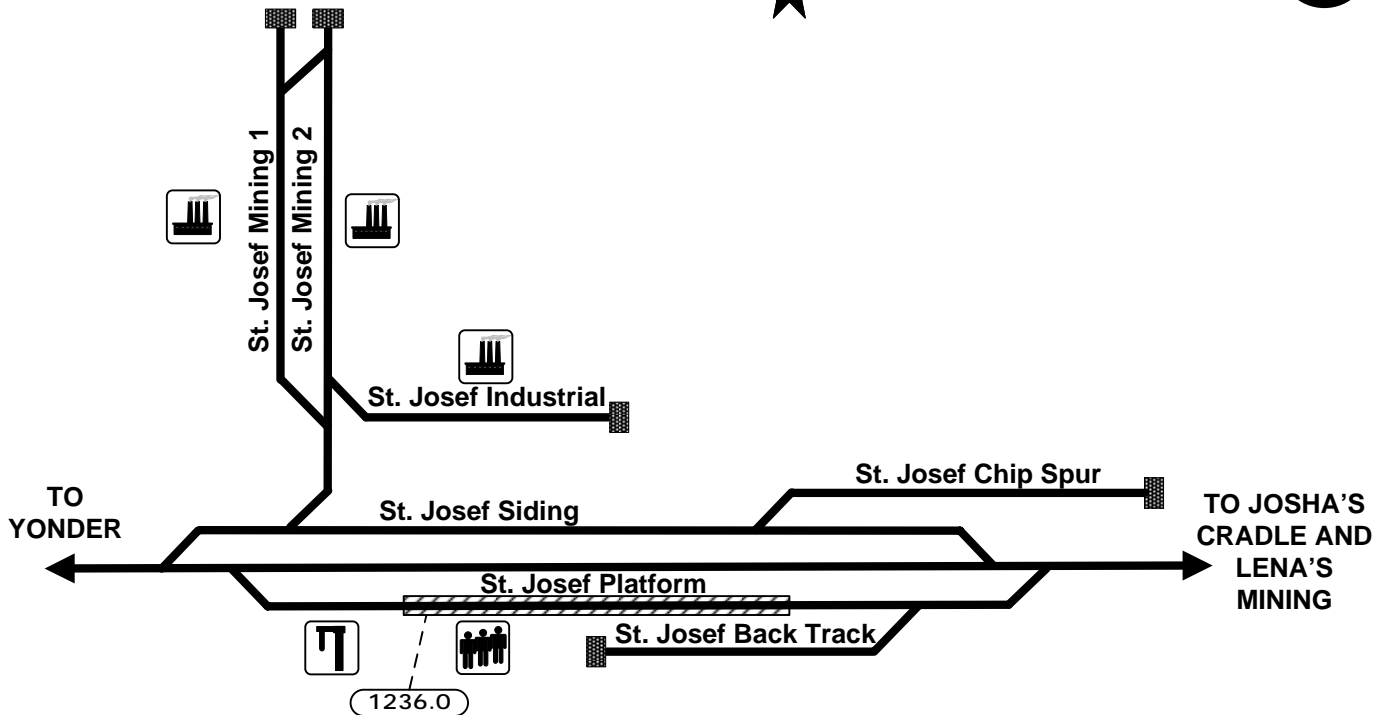 St. Josef Mining 1
St. Josef Mining 2
St. Josef Industrial
St. Josef Chip Spur
TO
YONDER
St. Josef Siding
TO JOSHA'S
CRADLE AND
LENA'S
MINING
St. Josef Platform
St. Josef Back Track
1236.0